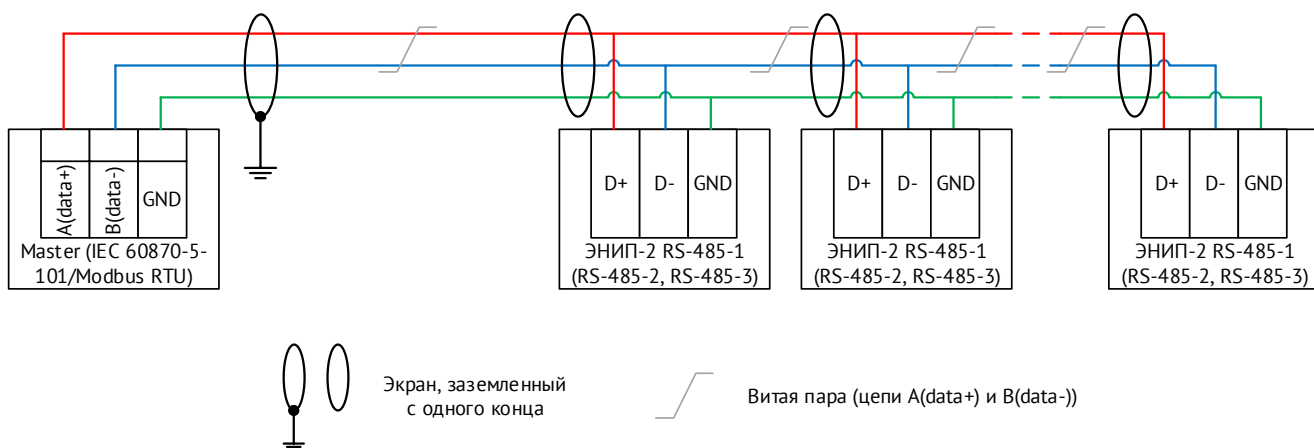 A(data+)
B(data-)
GND
Master (IEC 60870-5-
101/Modbus RTU)
D+
D-
GND
ЭНИП-2 RS-485-1
(RS-485-2, RS-485-3)
D+
D-
GND
ЭНИП-2 RS-485-1
(RS-485-2, RS-485-3)
D+
D-
GND
ЭНИП-2 RS-485-1
(RS-485-2, RS-485-3)
Экран, заземленный
с одного конца
Витая пара (цепи A(data+) и B(data-))